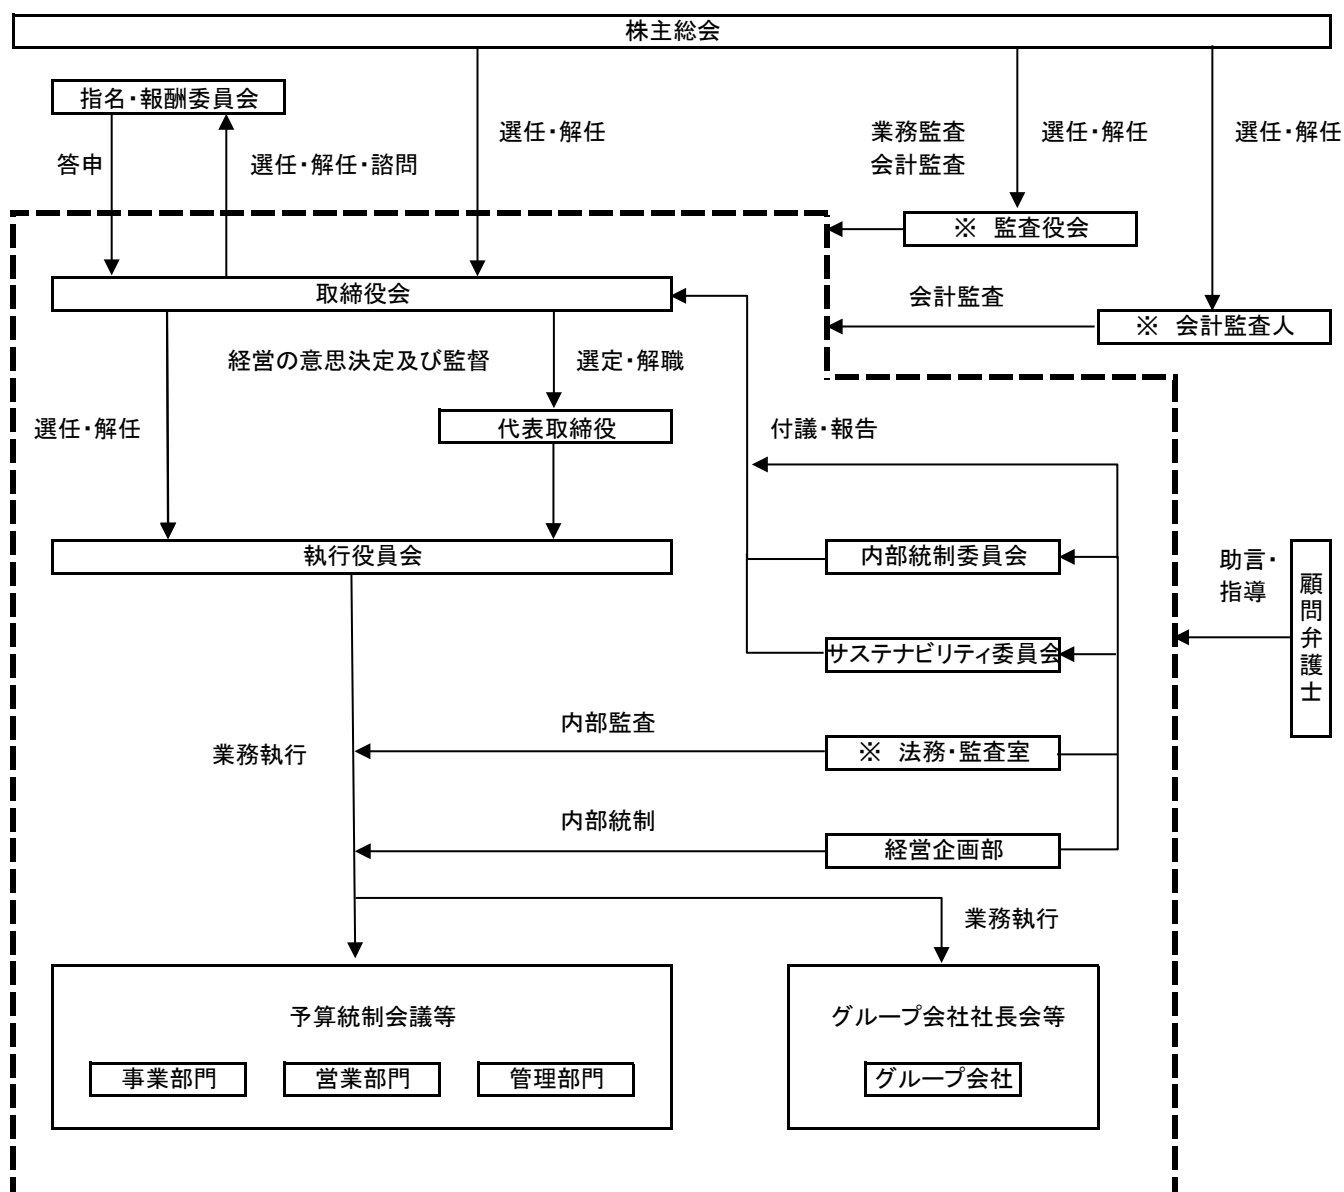 株主総会
指名・報酬委員会
選任・解任
業務監査
会計監査
選任・解任
選任・解任
答申
選任・解任・諮問
※ 監査役会
取締役会
会計監査
※ 会計監査人
経営の意思決定及び監督
選定・解職
選任・解任
代表取締役
付議・報告
執行役員会
内部統制委員会
助言・
指導
顧問弁護士
サステナビリティ委員会
内部監査
業務執行
※ 法務・監査室
内部統制
経営企画部
業務執行
予算統制会議等
グループ会社社長会等
事業部門
営業部門
管理部門
グループ会社